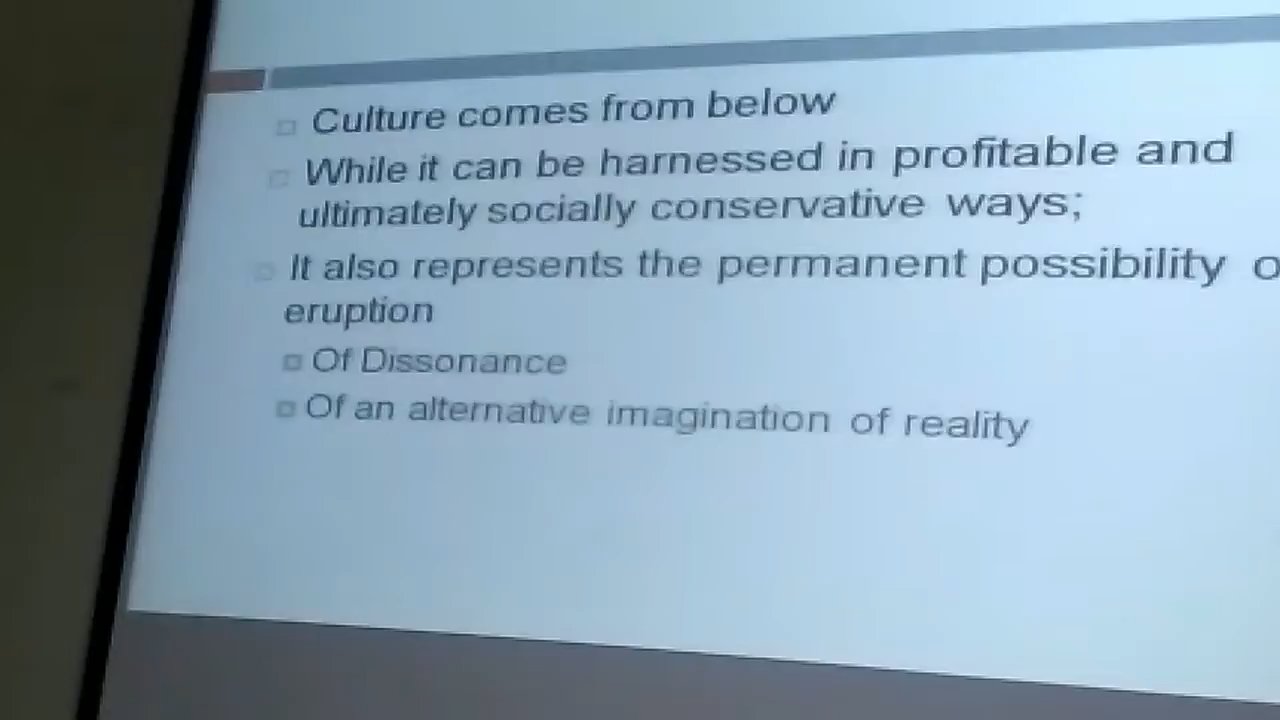 Culture comes from below
While it can be harnessed in profitable and
ultimately socially conservative ways;
It also represents the permanent possibility
eruption
Of Dissonance
Of an alternative imagination of reality